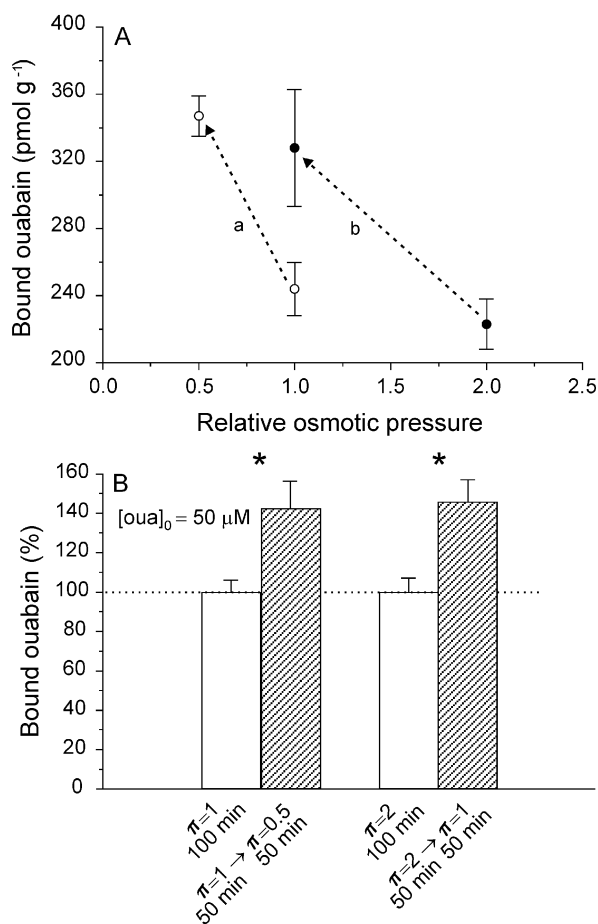 A
Bound ouabain (pmol g⁻¹)
400
360
320
280
240
200
a
b
0.0 0.5 1.0 1.5 2.0 2.5
Relative osmotic pressure
B
Bound ouabain (%)
160
140
120
100
80
60
40
20
0
* *
[oua]₀ = 50 μM
π=1
100 min
π=1 → π=0.5
50 min 50 min
π=2
100 min
π=2 → π=1
50 min 50 min